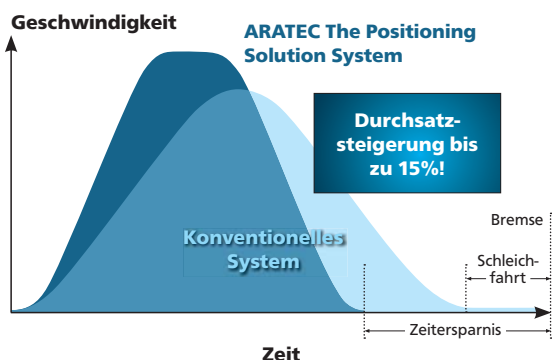 Geschwindigkeit
ARATEC The Positioning
Solution System
Durchsatz-
steigerung bis
zu 15%!
Konventionelles
System
Bremse
Schleich-
fahrt
Zeitersparnis
Zeit